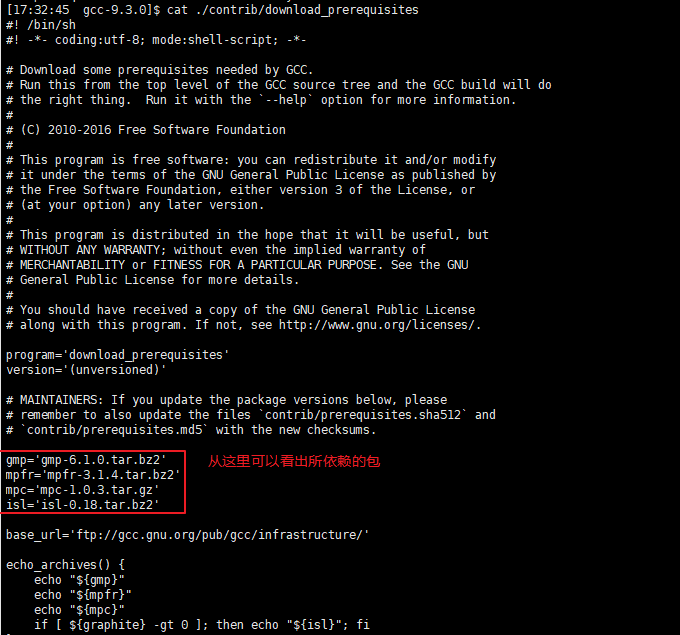 [17:32:45  gcc-9.3.0]$ cat ./contrib/download_prerequisites
#! /bin/sh
#! -*- coding:utf-8; mode:shell-script; -*-
# Download some prerequisites needed by GCC.
# Run this from the top level of the GCC source tree and the GCC build will do
# the right thing.  Run it with the `--help` option for more information.
#
# (C) 2010-2016 Free Software Foundation
#
# This program is free software: you can redistribute it and/or modify
# it under the terms of the GNU General Public License as published by
# the Free Software Foundation, either version 3 of the License, or
# (at your option) any later version.
#
# This program is distributed in the hope that it will be useful, but
# WITHOUT ANY WARRANTY; without even the implied warranty of
# MERCHANTABILITY or FITNESS FOR A PARTICULAR PURPOSE. See the GNU
# General Public License for more details.
#
# You should have received a copy of the GNU General Public License
# along with this program. If not, see http://www.gnu.org/licenses/.
program='download_prerequisites'
version='(unversioned)'
# MAINTAINERS: If you update the package versions below, please
# remember to also update the files `contrib/prerequisites.sha512` and
# `contrib/prerequisites.md5` with the new checksums.
gmp='gmp-6.1.0.tar.bz2' 从这里可以看出所依赖的包
mpfr='mpfr-3.1.4.tar.bz2'
mpc='mpc-1.0.3.tar.gz'
isl='isl-0.18.tar.bz2'
base_url='ftp://gcc.gnu.org/pub/gcc/infrastructure/'
echo_archives() {
    echo "${gmp}"
    echo "${mpfr}"
    echo "${mpc}"
    if [ ${graphite} -gt 0 ]; then echo "${isl}"; fi